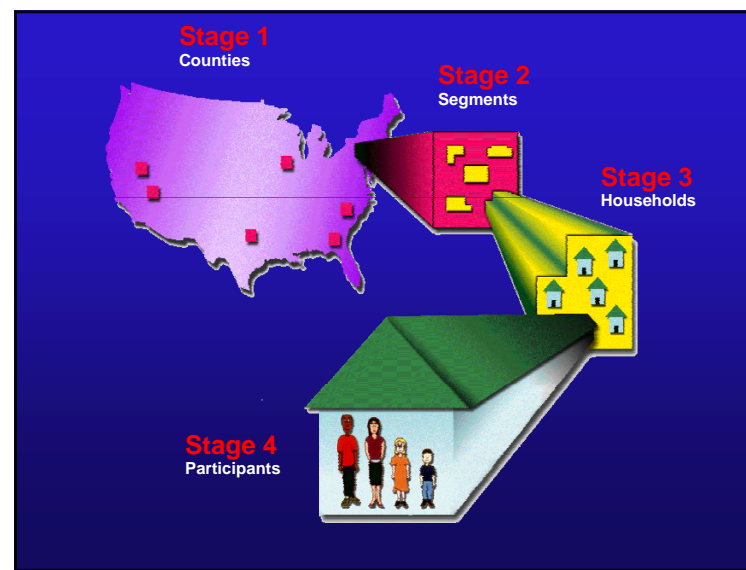 Stage 1
Counties
Stage 2
Segments
Stage 3
Households
Stage 4
Participants